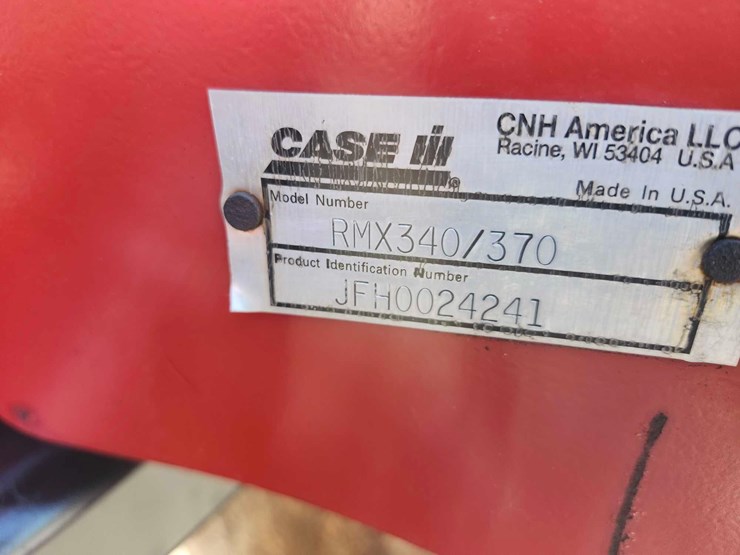 CASE IH
CNH America LLC
Racine, WI 53404 U.S.A
Made In U.S.A.
Model Number
RMX340/370
Product Identification Number
JFH0024241